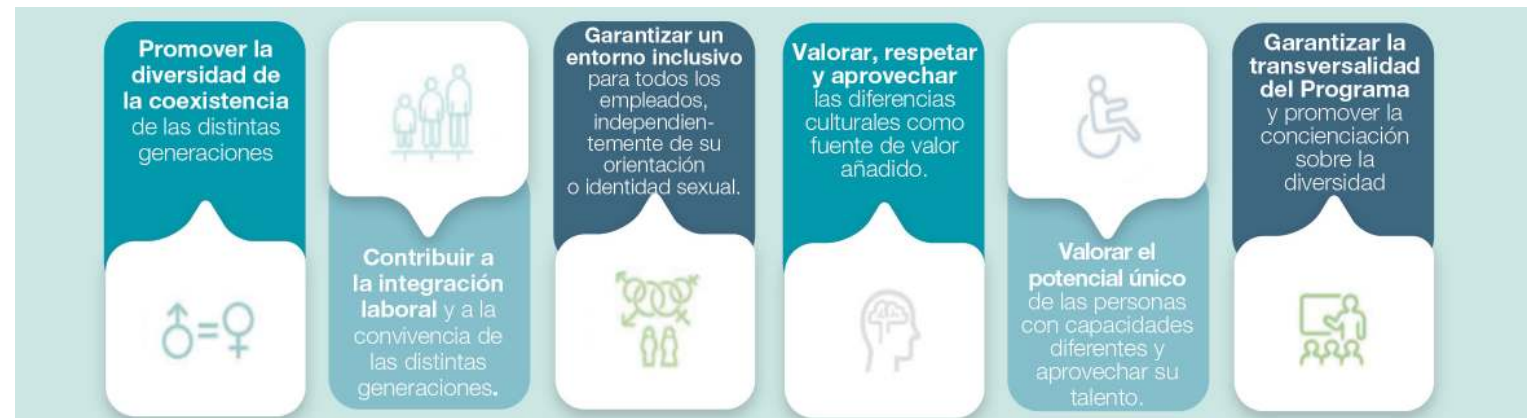 Promover la
diversidad de
la coexistencia
de las distintas
generaciones
Contribuir a
la integración
laboral y a la
convivencia de
las distintas
generaciones.
Garantizar un
entorno inclusivo
para todos los
empleados,
independien-
temente de su
orientación
o identidad sexual.
Valorar, respetar
y aprovechar
las diferencias
culturales como
fuente de valor
añadido.
Valorar el
potencial único
de las personas
con capacidades
diferentes y
aprovechar su
talento.
Garantizar la
transversalidad
del Programa
y promover la
concienciación
sobre la
diversidad